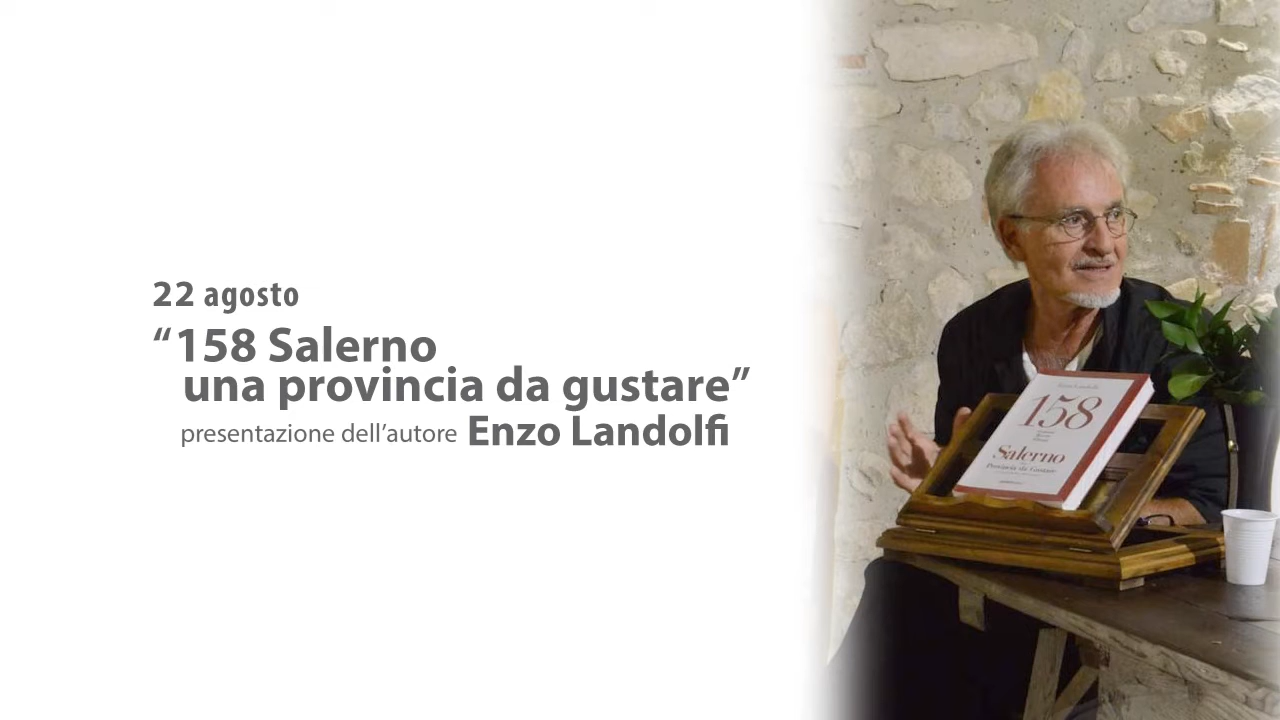 22 agosto
“158 Salerno
una provincia da gustare”
presentazione dell’autore Enzo Landolfi
158
Salerno
Provincia da Gustare